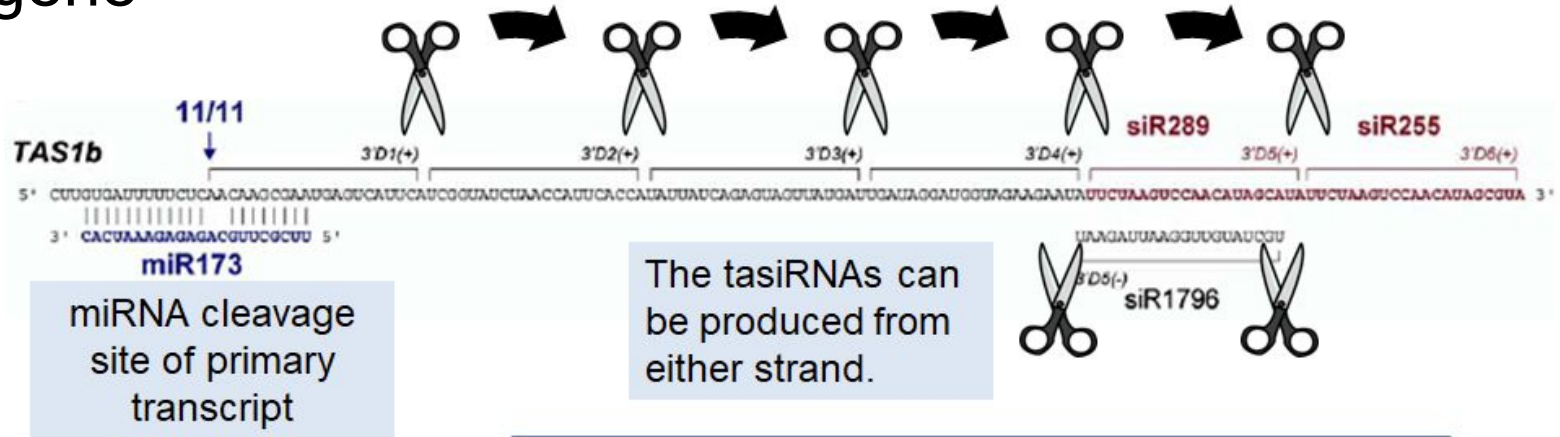 gene
11/11
siR289
siR255
TAS1b
3'D1(+)
3'D2(+)
3'D3(+)
3'D4(+)
3'D5(+)
3'D6(+)
5' CUUGUGAUUUUUCUCAACAAGCGAAUGAGUCAUUCAUCGGUAUCUAACCAUUCACCAUAUUAUCAGAGUAGUUAUGAUUGAUAGGAUGGUAGAAGAAUAUUCUAAGUCCAACAUAGCAUAUUCUAAGUCCAACAUAGCGUA 3'
3' CACUAAAGAGAGACGUUCGCUU 5'
UAAGAUUAAGGUUGUAUCGU
miR173
3'D5(-)
siR1796
miRNA cleavage
site of primary
transcript
The tasiRNAs can
be produced from
either strand.